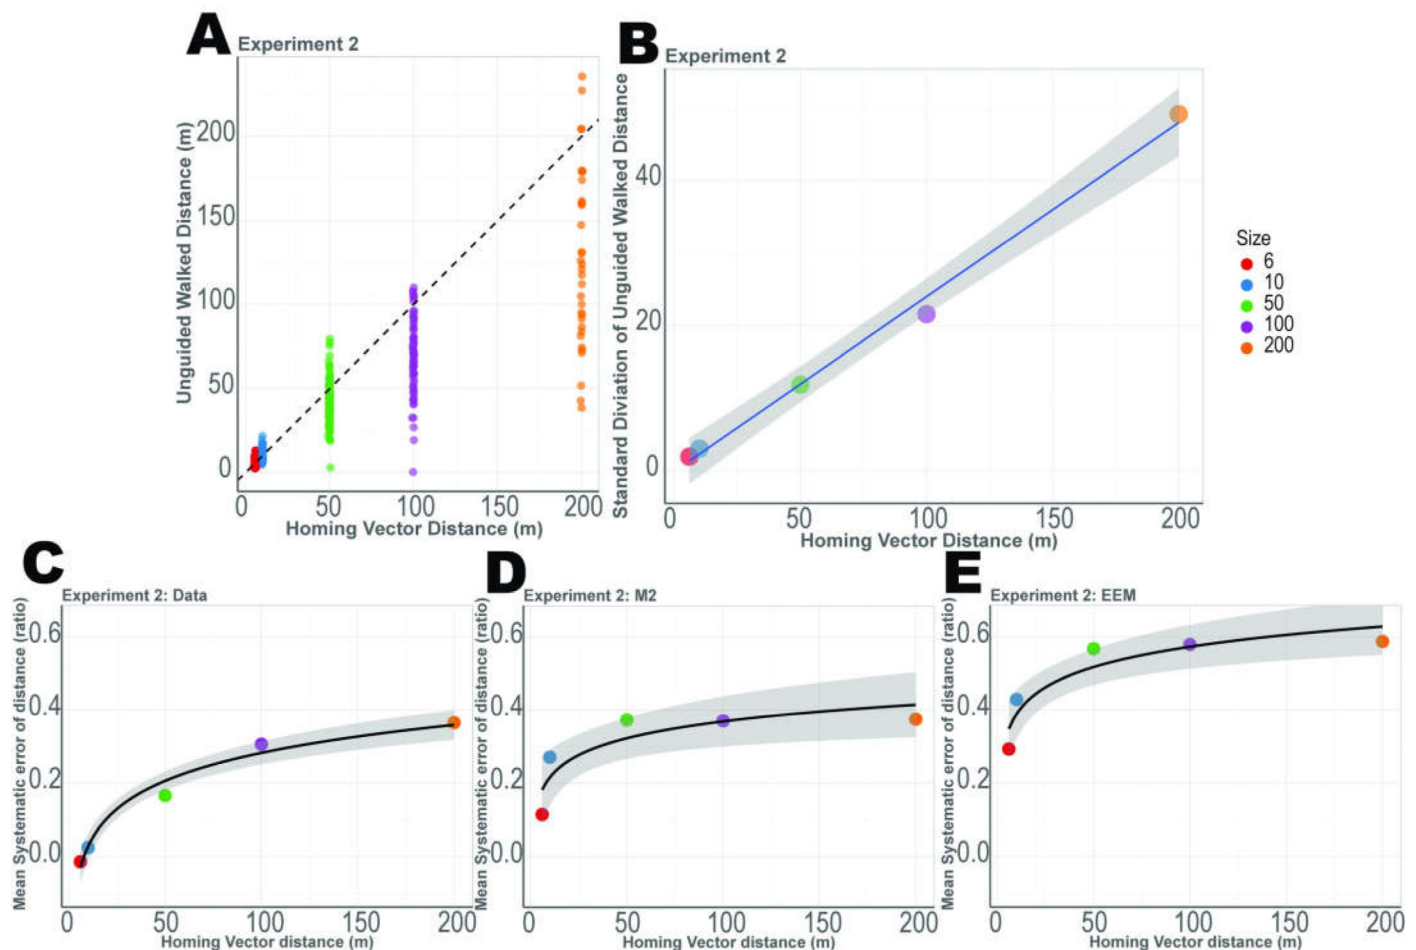 A
Experiment 2
Unguided Walked Distance (m)
200
150
100
50
0
0 50 100 150 200
Homing Vector Distance (m)
B
Experiment 2
Standard Diviation of Unguided Walked Distance
40
20
0
0 50 100 150 200
Homing Vector Distance (m)
Size
6
10
50
100
200
C
Experiment 2: Data
Mean Systematic error of distance (ratio)
0.6
0.4
0.2
0.0
0 50 100 150 200
Homing Vector distance (m)
D
Experiment 2: M2
Mean Systematic error of distance (ratio)
0.6
0.4
0.2
0.0
0 50 100 150 200
Homing Vector distance (m)
E
Experiment 2: EEM
Mean Systematic error of distance (ratio)
0.6
0.4
0.2
0.0
0 50 100 150 200
Homing Vector distance (m)